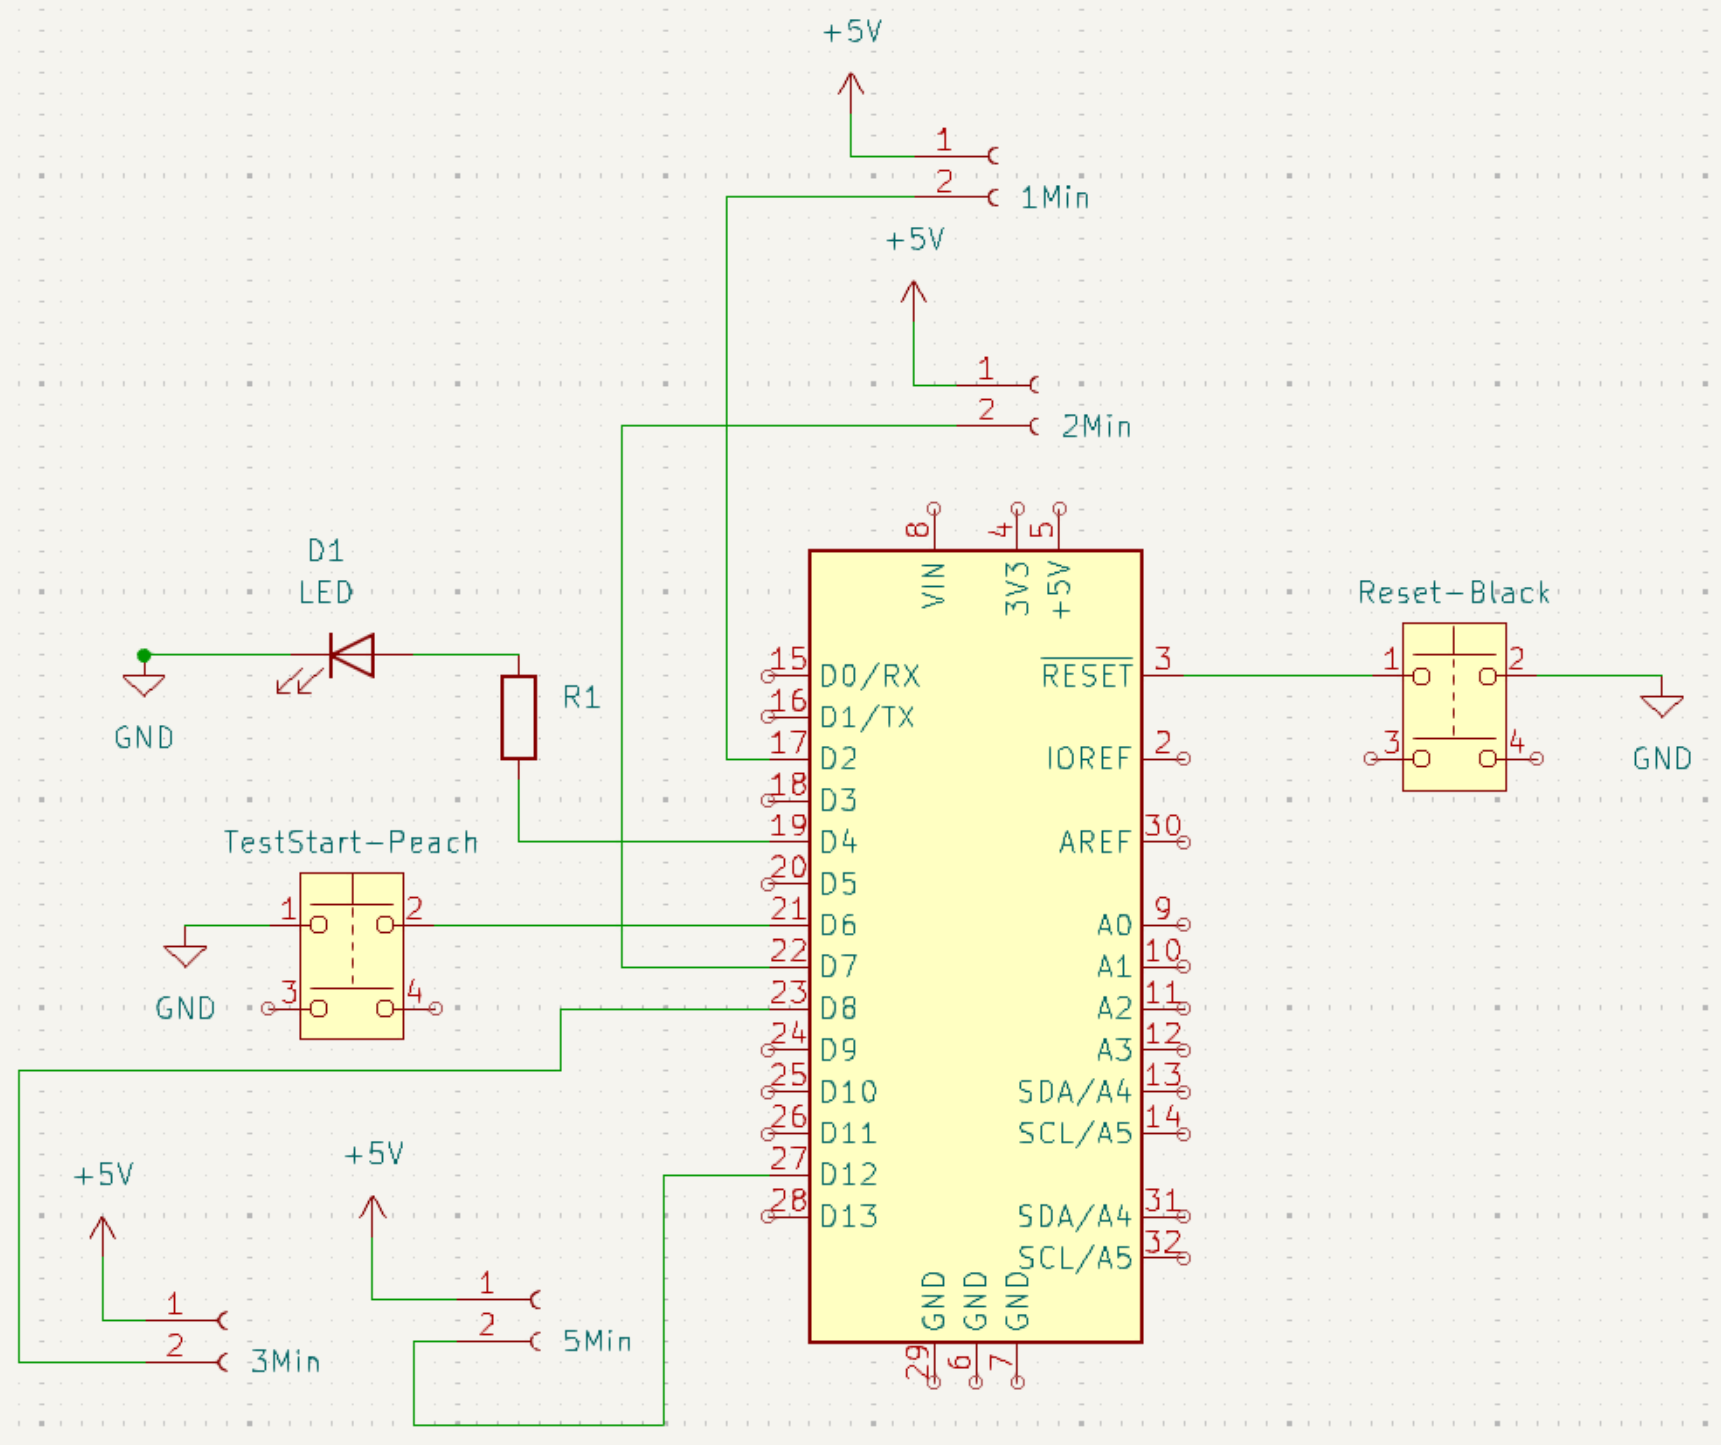 +5V
1
2
1Min
+5V
1
2
2Min
8
4
5
VIN
3V3
+5V
D1
LED
GND
R1
Reset-Black
1
2
3
4
GND
15
D0/RX
RESET
3
16
D1/TX
17
D2
IOREF
2
18
D3
19
D4
AREF
30
20
D5
21
D6
A0
9
22
D7
A1
10
23
D8
A2
11
24
D9
A3
12
25
D10
SDA/A4
13
26
D11
SCL/A5
14
27
D12
28
D13
SDA/A4
31
SCL/A5
32
GND
GND
GND
29
6
7
TestStart-Peach
1
2
3
4
GND
+5V
1
2
3Min
+5V
1
2
5Min